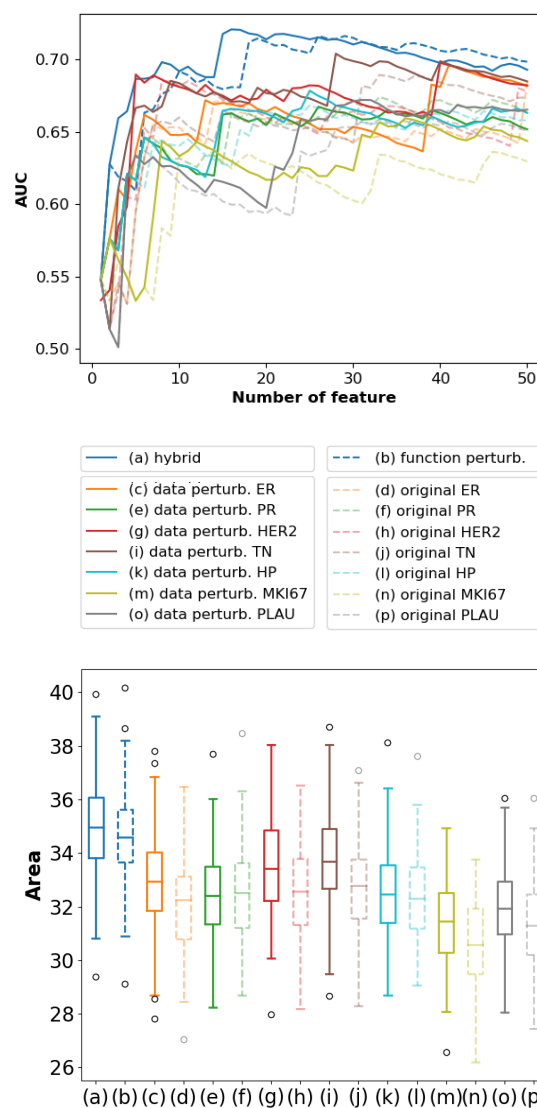 0.70
0.65
0.60
0.55
0.50
AUC
0 10 20 30 40 50
Number of feature
(a) hybrid (b) function perturb.
(c) data perturb. ER (d) original ER
(e) data perturb. PR (f) original PR
(g) data perturb. HER2 (h) original HER2
(i) data perturb. TN (j) original TN
(k) data perturb. HP (l) original HP
(m) data perturb. MKI67 (n) original MKI67
(o) data perturb. PLAU (p) original PLAU
40
38
36
34
32
30
28
26
Area
(a) (b) (c) (d) (e) (f) (g) (h) (i) (j) (k) (l) (m) (n) (o) (p